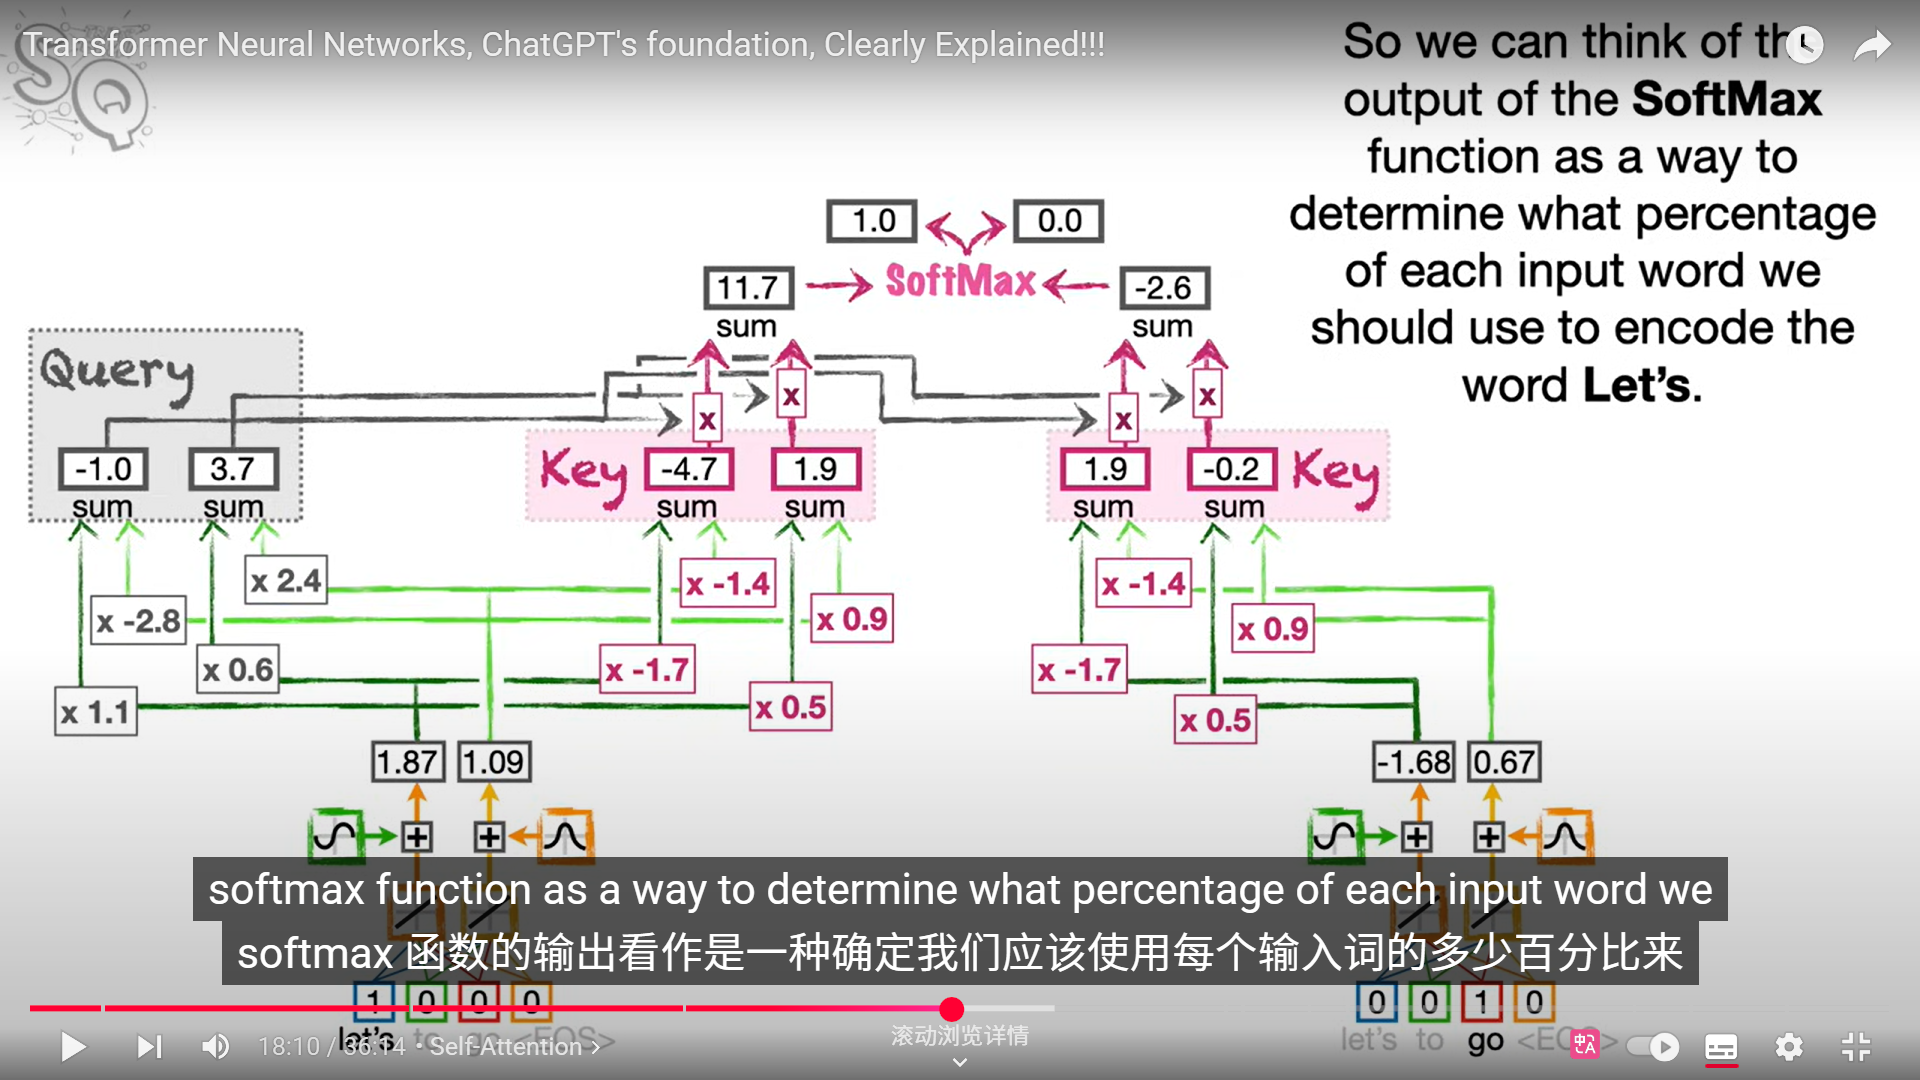 Transformer Neural Networks, ChatGPT's foundation, Clearly Explained!!!
SQ
So we can think of the
output of the SoftMax
function as a way to
determine what percentage
of each input word we
should use to encode the
word Let's.
1.0 0.0
11.7 SoftMax -2.6
sum sum
Query
x x
x x
Key -4.7 1.9
1.9 -0.2 Key
-1.0 3.7
sum sum sum sum sum sum
x 2.4 x -1.4 x -1.4
x -2.8 x 0.9 x 0.9
x 0.6 x -1.7 x -1.7
x 1.1 x 0.5 x 0.5
1.87 1.09 -1.68 0.67
+ + + +
softmax function as a way to determine what percentage of each input word we
softmax 函数的输出看作是一种确定我们应该使用每个输入词的多少百分比来
1 0 0 0 0 0 1 0
let's to go <EOS> let's to go
18:10 / 36:14 • Self-Attention
滚动浏览详情